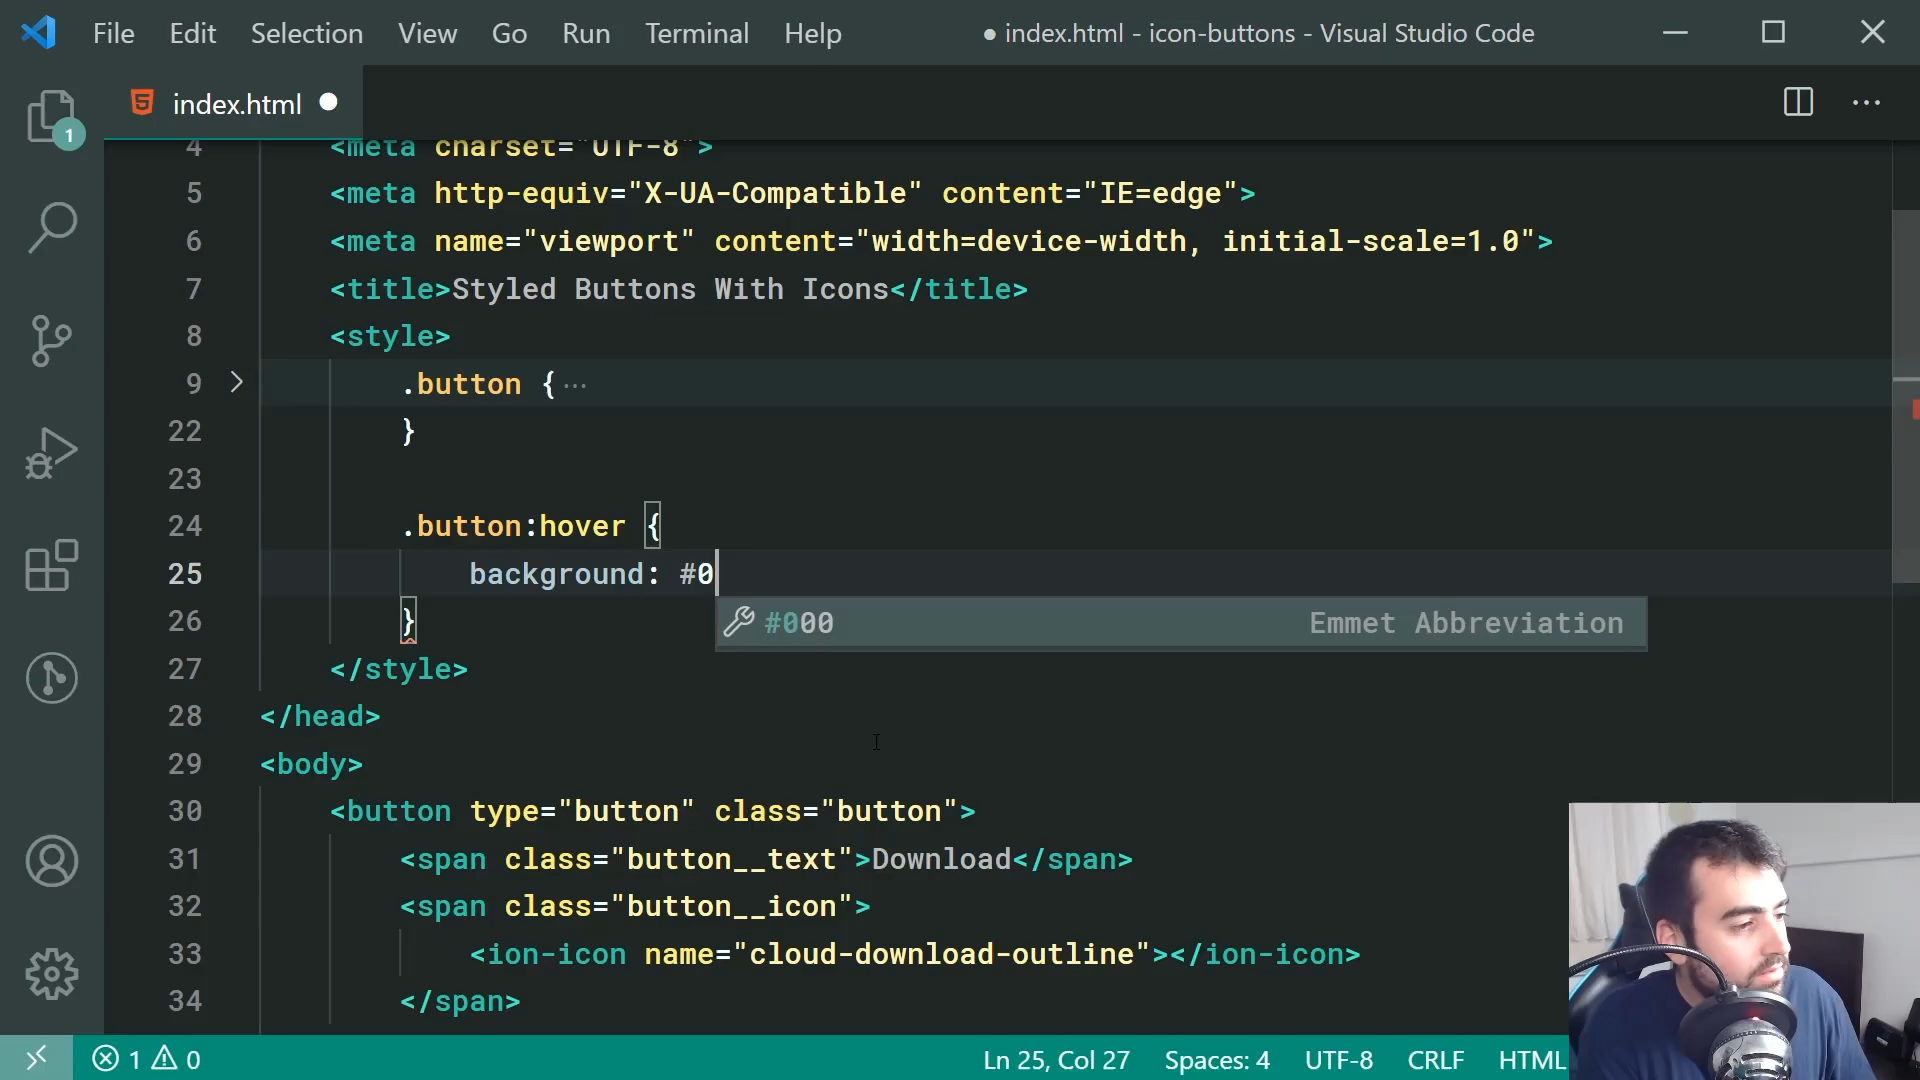 File Edit Selection View Go Run Terminal Help ● index.html - icon-buttons - Visual Studio Code
index.html ●
1
4 <meta charset="UTF-8">
5 <meta http-equiv="X-UA-Compatible" content="IE=edge">
6 <meta name="viewport" content="width=device-width, initial-scale=1.0">
7 <title>Styled Buttons With Icons</title>
8 <style>
9 .button {···
22 }
23
24 .button:hover {
25 background: #0
#000 Emmet Abbreviation
26 }
27 </style>
28 </head>
29 <body>
30 <button type="button" class="button">
31 <span class="button__text">Download</span>
32 <span class="button__icon">
33 <ion-icon name="cloud-download-outline"></ion-icon>
34 </span>
1 0 Ln 25, Col 27 Spaces: 4 UTF-8 CRLF HTML